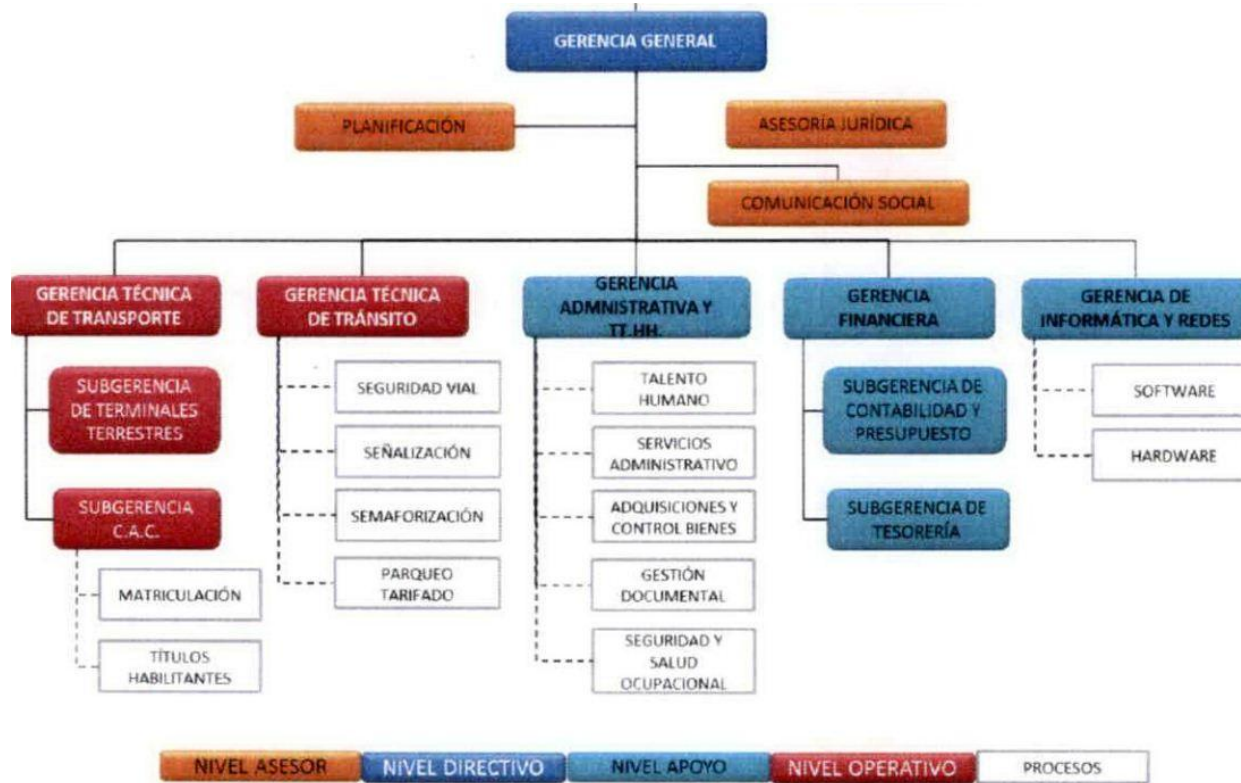 GERENCIA GENERAL
PLANIFICACIÓN
ASESORÍA JURÍDICA
COMUNICACIÓN SOCIAL
GERENCIA TÉCNICA
DE TRANSPORTE
GERENCIA TÉCNICA
DE TRÁNSITO
GERENCIA
ADMNISTRATIVA Y
TT.HH.
GERENCIA
FINANCIERA
GERENCIA DE
INFORMÁTICA Y REDES
SUBGERENCIA
DE TERMINALES
TERRESTRES
SUBGERENCIA
C.A.C.
MATRICULACIÓN
TÍTULOS
HABILITANTES
SEGURIDAD VIAL
SEÑALIZACIÓN
SEMAFORIZACIÓN
PARQUEO
TARIFADO
TALENTO
HUMANO
SERVICIOS
ADMINISTRATIVO
ADQUISICIONES Y
CONTROL BIENES
GESTIÓN
DOCUMENTAL
SEGURIDAD Y
SALUD
OCUPACIONAL
SUBGERENCIA DE
CONTABILIDAD Y
PRESUPUESTO
SUBGERENCIA DE
TESORERÍA
SOFTWARE
HARDWARE
NIVEL ASESOR
NIVEL DIRECTIVO
NIVEL APOYO
NIVEL OPERATIVO
PROCESOS